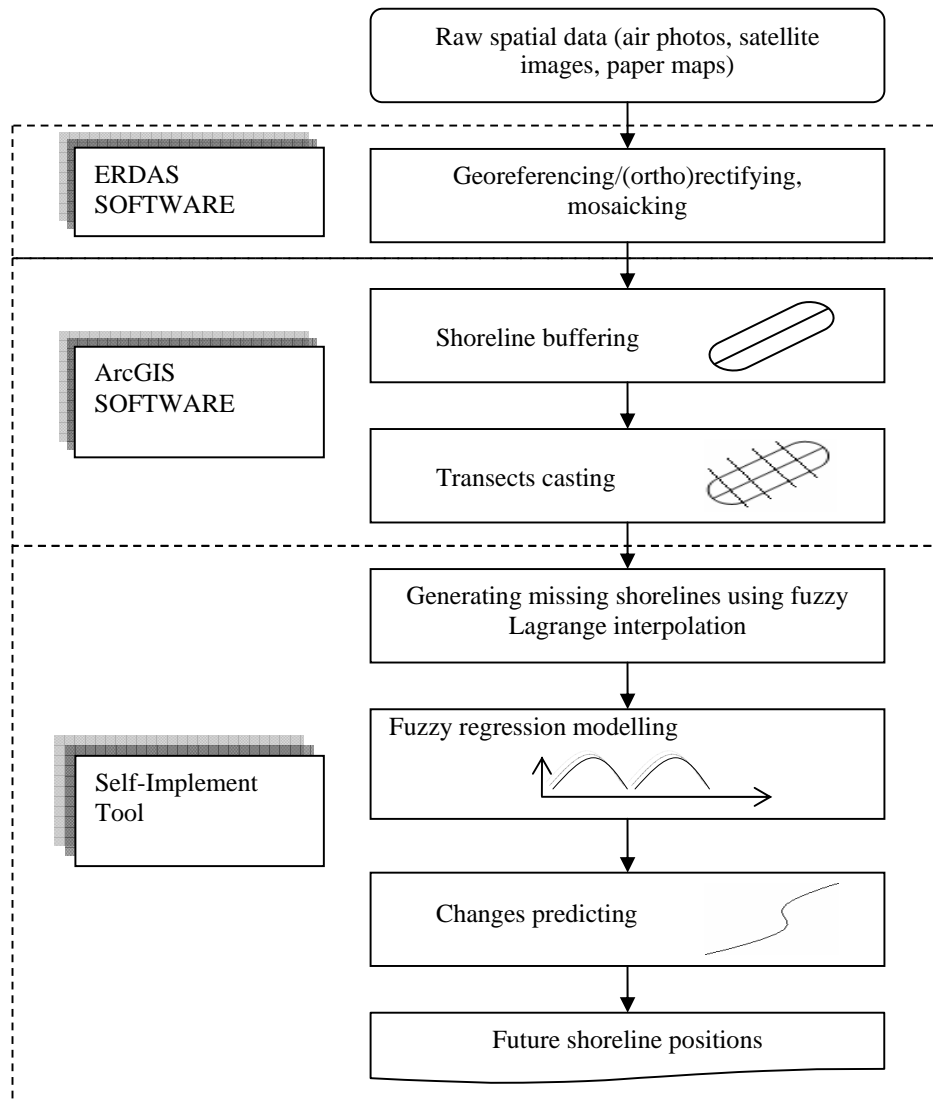 Raw spatial data (air photos, satellite
images, paper maps)
ERDAS
SOFTWARE
Georeferencing/(ortho)rectifying,
mosaicking
ArcGIS
SOFTWARE
Shoreline buffering
Transects casting
Generating missing shorelines using fuzzy
Lagrange interpolation
Self-Implement
Tool
Fuzzy regression modelling
Changes predicting
Future shoreline positions